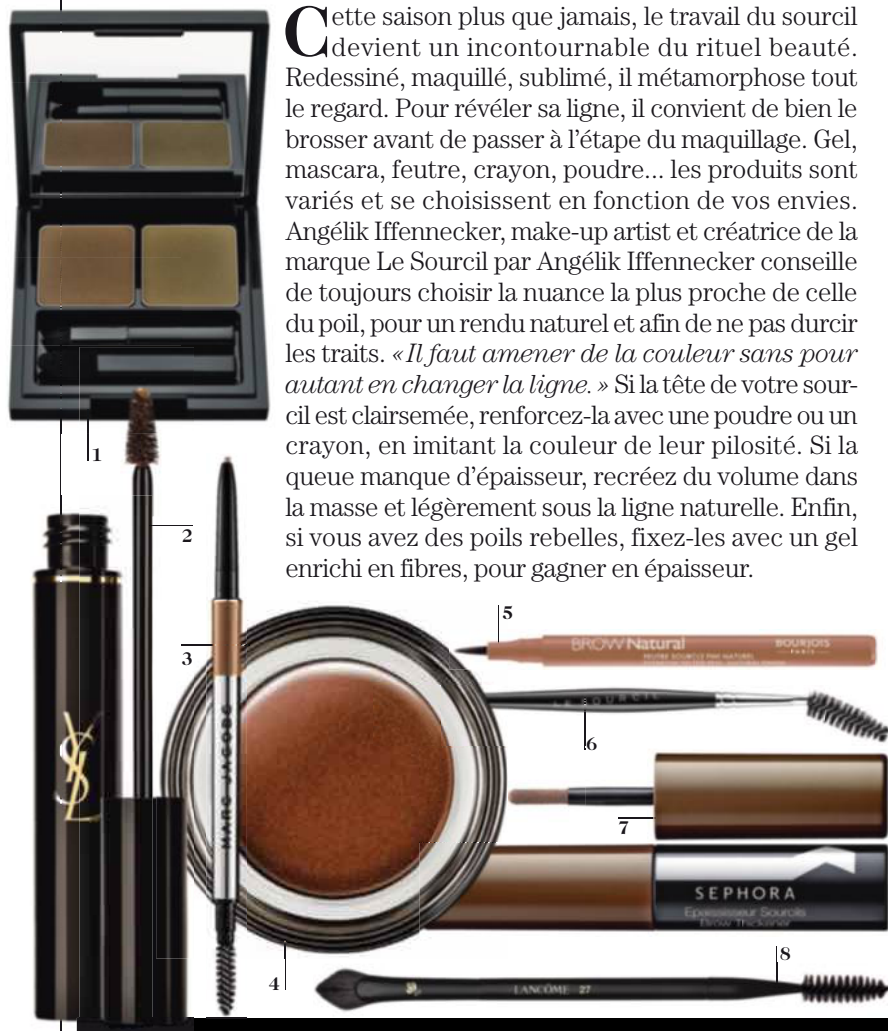 Cette saison plus que jamais, le travail du sourcil
devient un incontournable du rituel beauté.
Redessiné, maquillé, sublimé, il métamorphose tout
le regard. Pour révéler sa ligne, il convient de bien le
brosser avant de passer à l’étape du maquillage. Gel,
mascara, feutre, crayon, poudre… les produits sont
variés et se choisissent en fonction de vos envies.
Angélik Iffennecker, make-up artist et créatrice de la
marque Le Sourcil par Angélik Iffennecker conseille
de toujours choisir la nuance la plus proche de celle
du poil, pour un rendu naturel et afin de ne pas durcir
les traits. « Il faut amener de la couleur sans pour
autant en changer la ligne. » Si la tête de votre sour-
cil est clairsemée, renforcez-la avec une poudre ou un
crayon, en imitant la couleur de leur pilosité. Si la
queue manque d’épaisseur, recréez du volume dans
la masse et légèrement sous la ligne naturelle. Enfin,
si vous avez des poils rebelles, fixez-les avec un gel
enrichi en fibres, pour gagner en épaisseur.
1
2
3
4
5
6
7
8
YSL
MARC JACOBS
BROW Natural
BOURJOIS
PARIS
LE SOURCIL
SEPHORA
Epaississeur Sourcils
Brow Thickener
LANCÔME 27